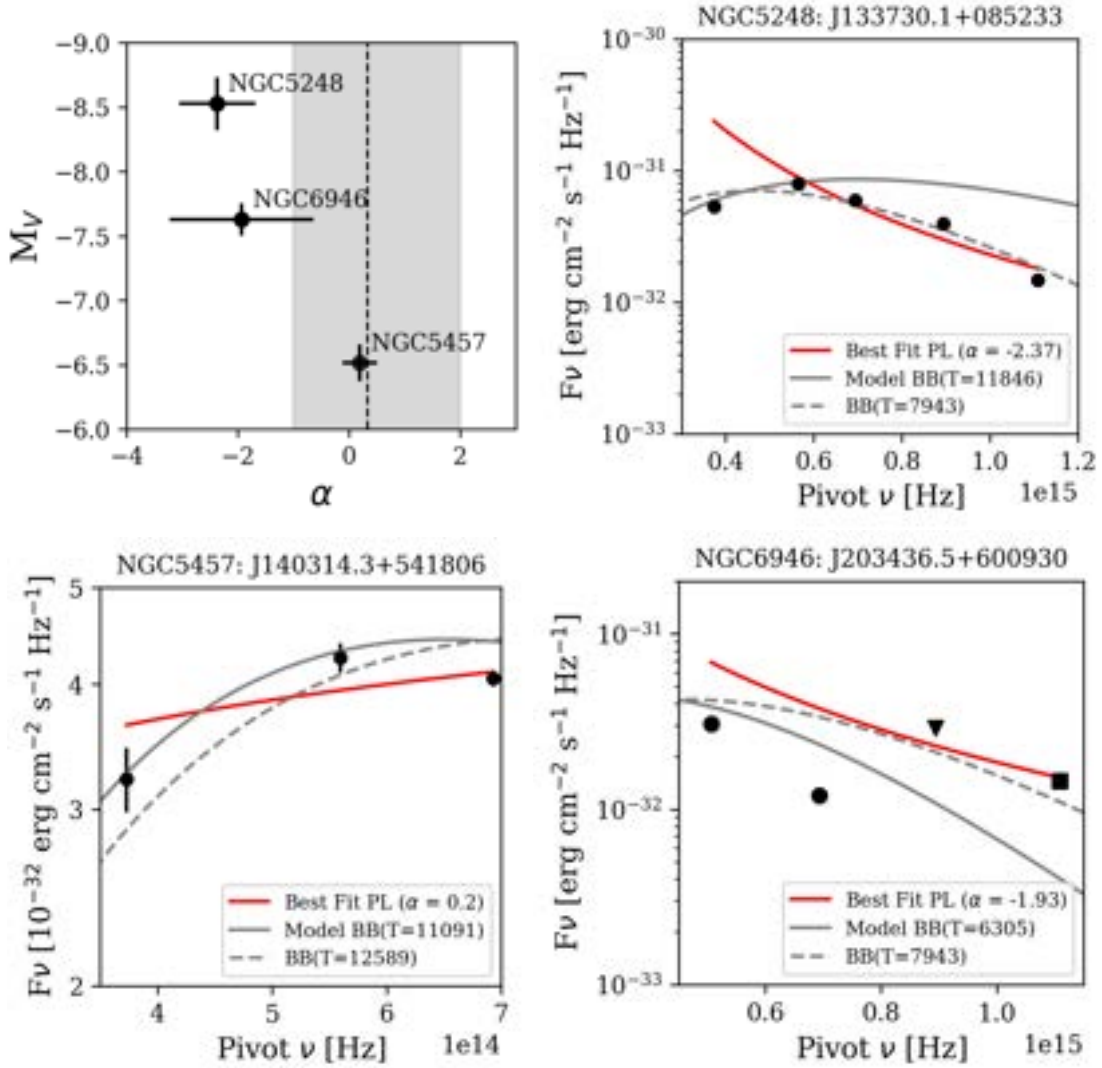 −9.0
−8.5
−8.0
−7.5
−7.0
−6.5
−6.0
M_V
NGC5248
NGC6946
NGC5457
−4
−2
0
2
α
NGC5248: J133730.1+085233
10⁻³⁰
10⁻³¹
10⁻³²
10⁻³³
Fν [erg cm⁻² s⁻¹ Hz⁻¹]
Best Fit PL (α = -2.37)
Model BB(T=11846)
BB(T=7943)
0.4
0.6
0.8
1.0
1.2
Pivot ν [Hz]
1e15
NGC5457: J140314.3+541806
5
4
3
2
Fν [10⁻³² erg cm⁻² s⁻¹ Hz⁻¹]
Best Fit PL (α = 0.2)
Model BB(T=11091)
BB(T=12589)
4
5
6
7
Pivot ν [Hz]
1e14
NGC6946: J203436.5+600930
10⁻³¹
10⁻³²
10⁻³³
Fν [erg cm⁻² s⁻¹ Hz⁻¹]
Best Fit PL (α = -1.93)
Model BB(T=6305)
BB(T=7943)
0.6
0.8
1.0
Pivot ν [Hz]
1e15